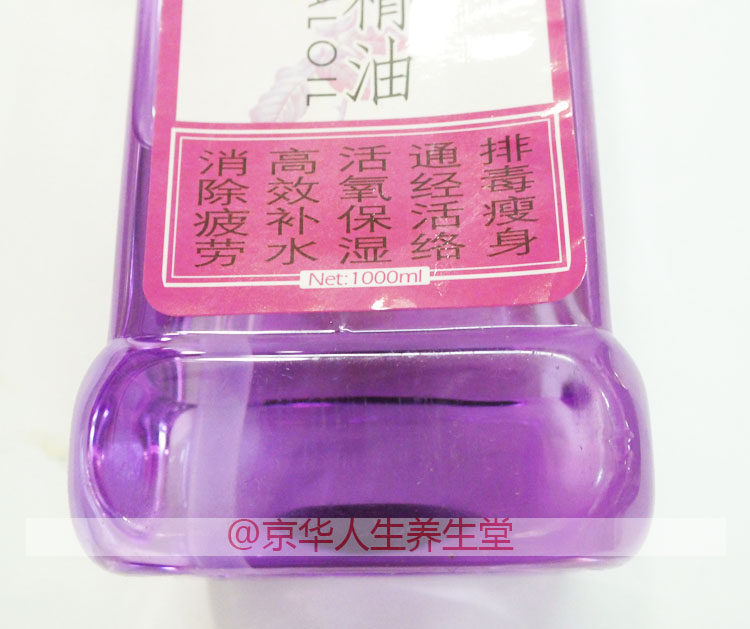 精油
排毒瘦身
通经活络
活氧保湿
高效补水
消除疲劳
Net:1000ml
@京华人生养生堂